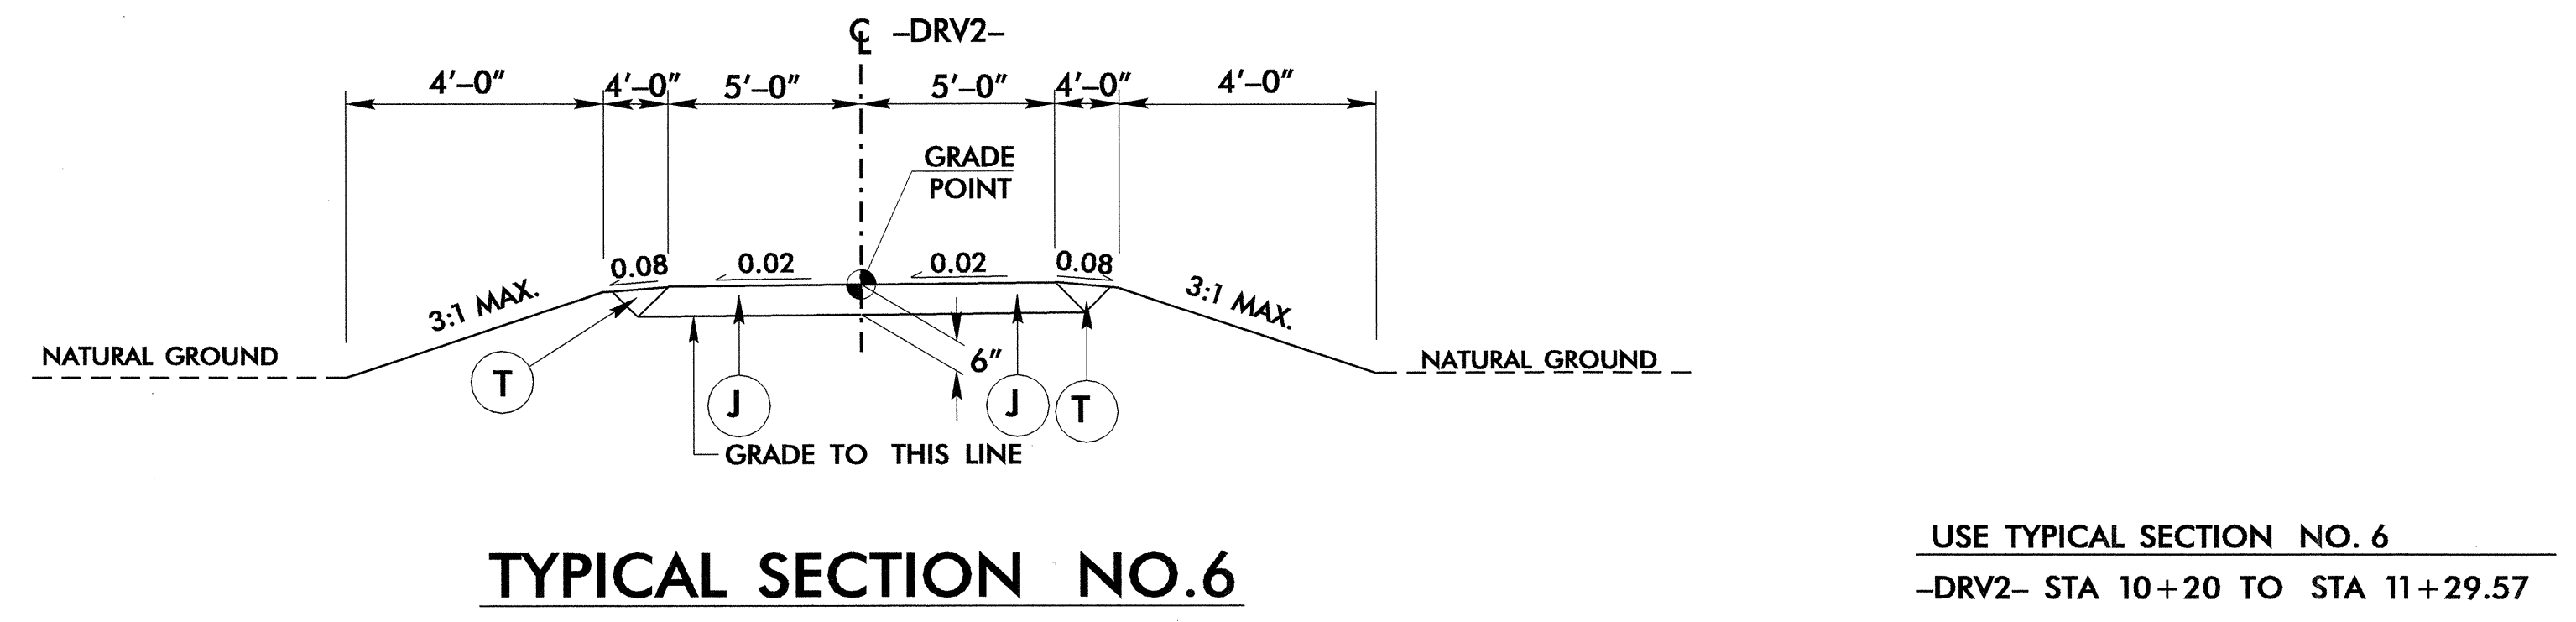 ℄ –DRV2–
4'–0" 4'–0" 5'–0" 5'–0" 4'–0" 4'–0"
GRADE
POINT
0.08 0.02 0.02 0.08
3:1 MAX. 3:1 MAX.
NATURAL GROUND NATURAL GROUND
6"
T J J T
GRADE TO THIS LINE
TYPICAL SECTION NO.6
USE TYPICAL SECTION NO. 6
–DRV2– STA 10+20 TO STA 11+29.57